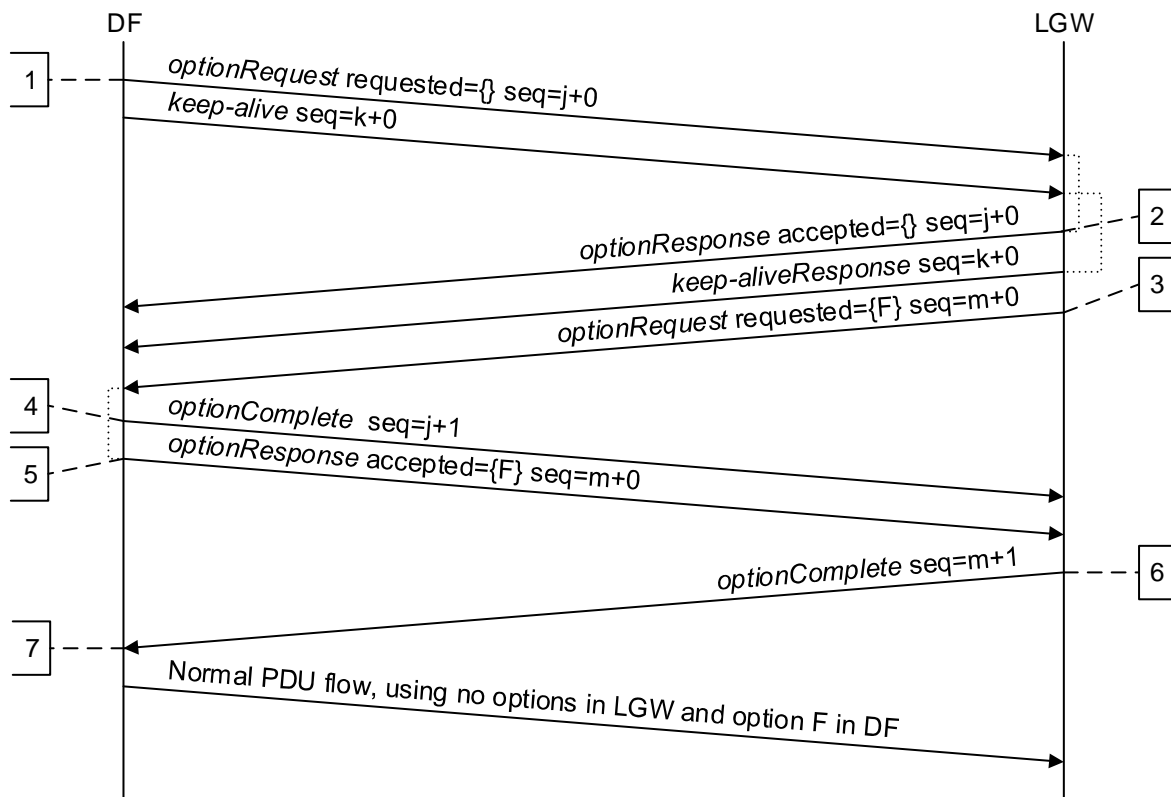 DF
LGW
1
optionRequest requested={} seq=j+0
keep-alive seq=k+0
optionResponse accepted={} seq=j+0
2
keep-aliveResponse seq=k+0
3
optionRequest requested={F} seq=m+0
4
optionComplete seq=j+1
optionResponse accepted={F} seq=m+0
5
optionComplete seq=m+1
6
7
Normal PDU flow, using no options in LGW and option F in DF